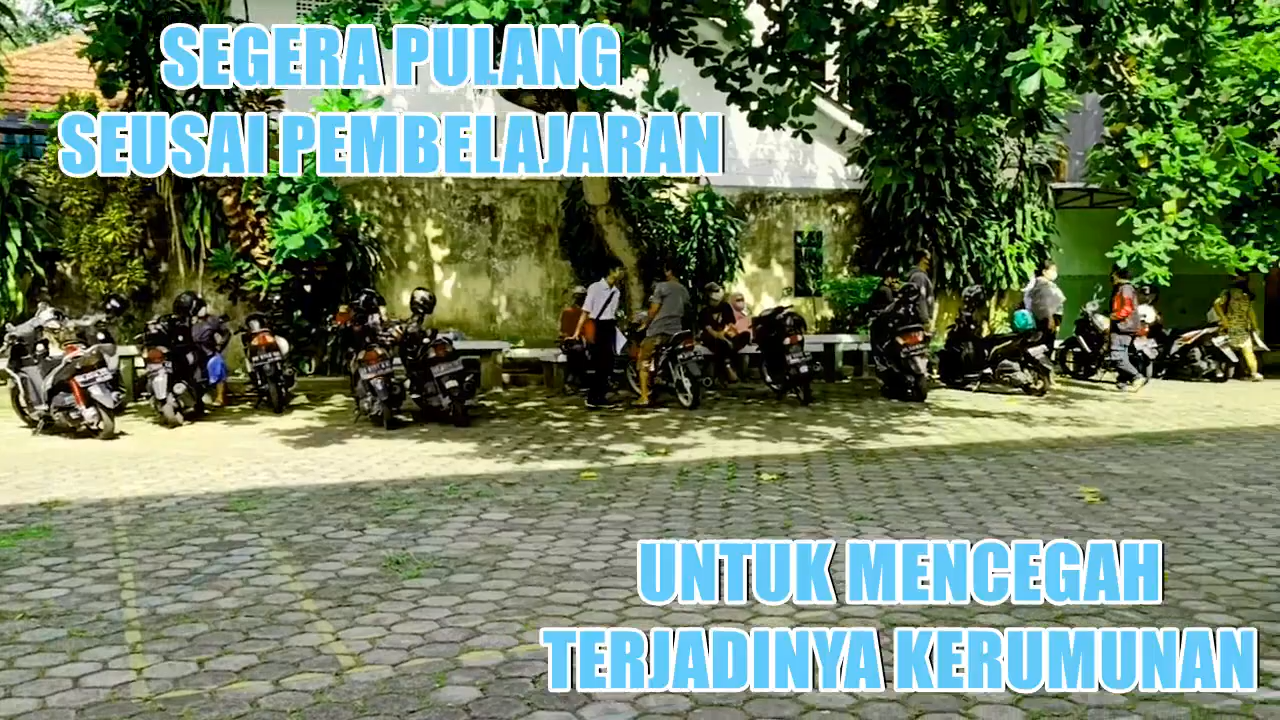 SEGERA PULANG
SEUSAI PEMBELAJARAN
UNTUK MENCEGAH
TERJADINYA KERUMUNAN